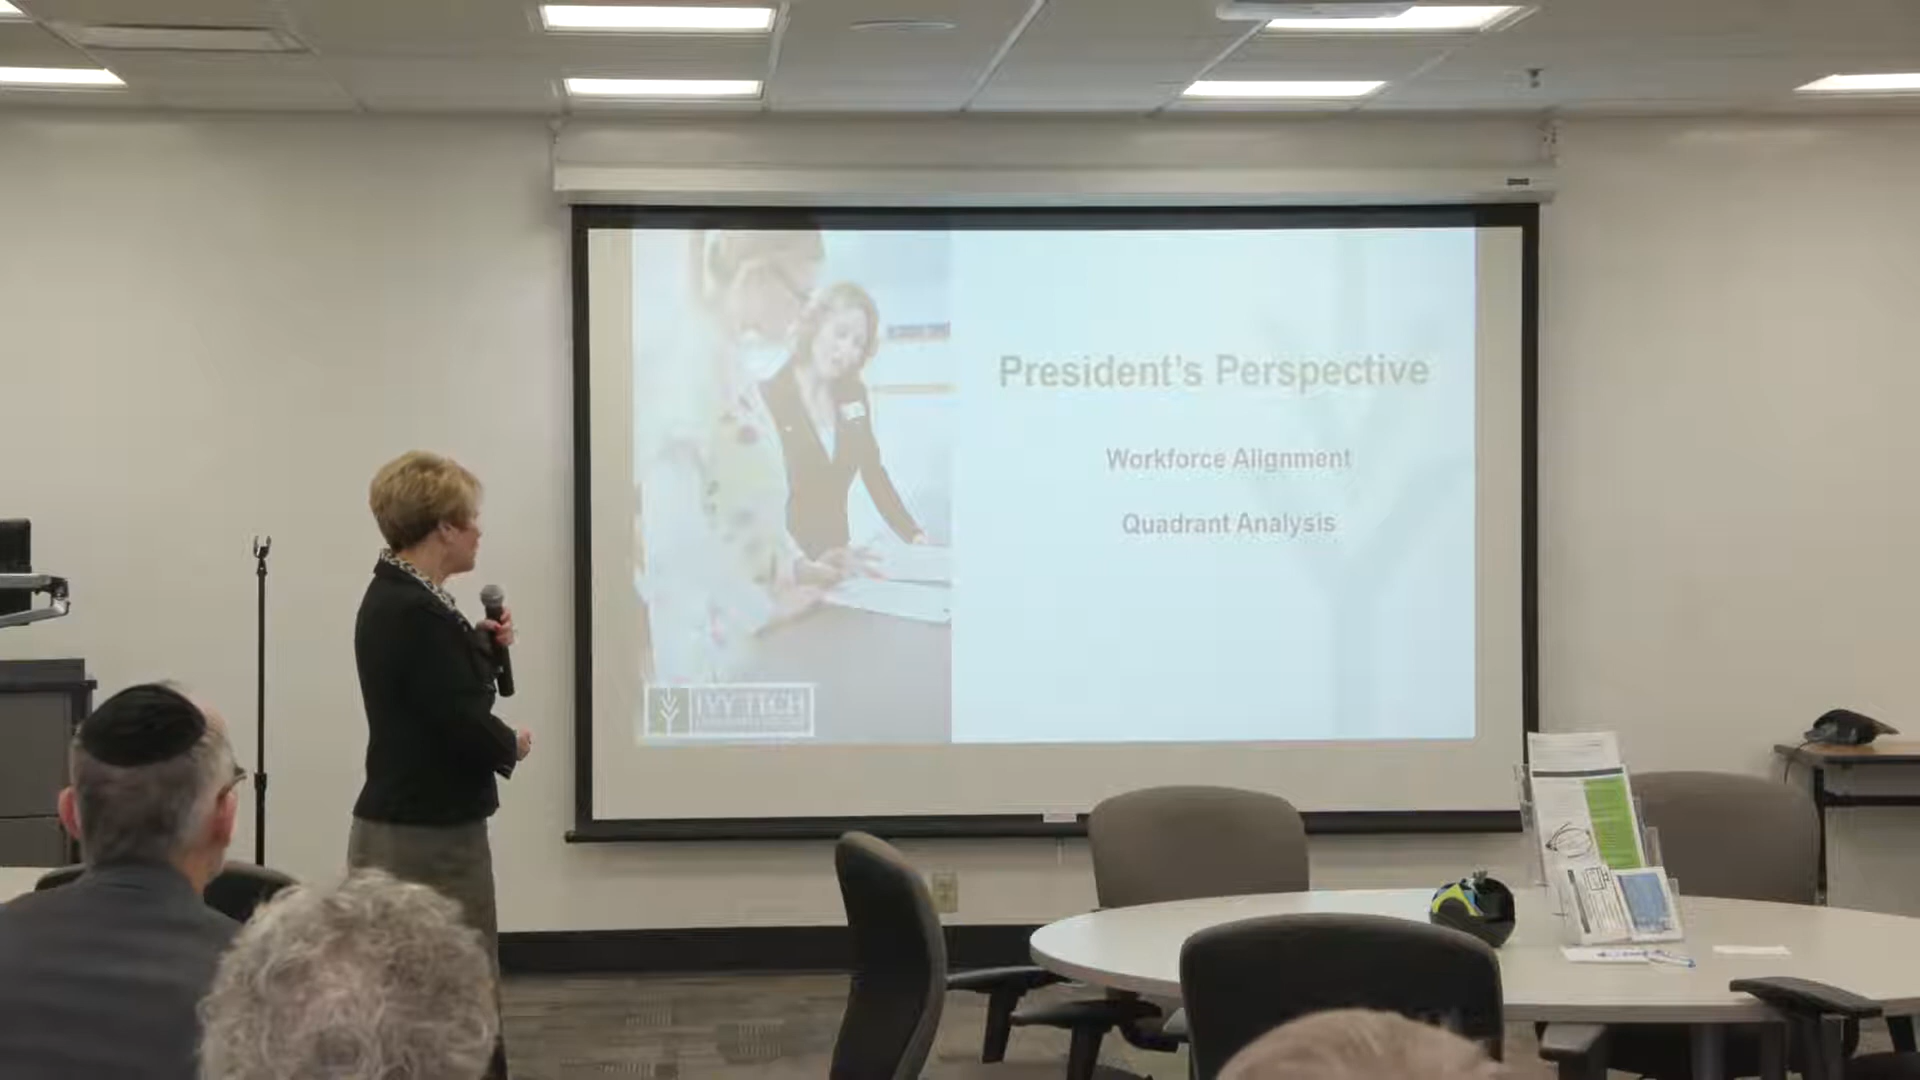 President's Perspective
Workforce Alignment
Quadrant Analysis
IVY TECH